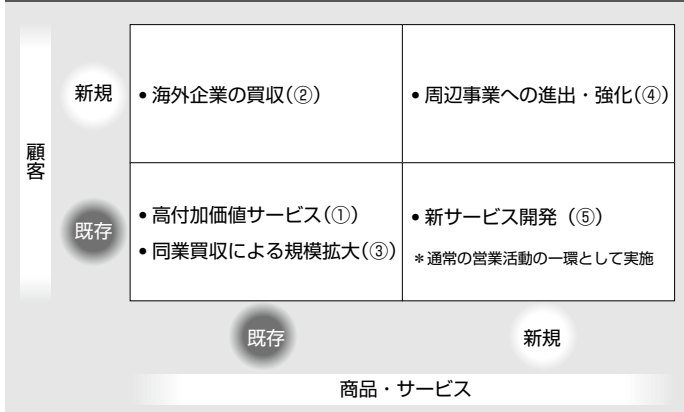 顧客
新規
• 海外企業の買収(②)
• 周辺事業への進出・強化(④)
既存
• 高付加価値サービス(①)
• 同業買収による規模拡大(③)
• 新サービス開発（⑤）
＊通常の営業活動の一環として実施
既存
新規
商品・サービス